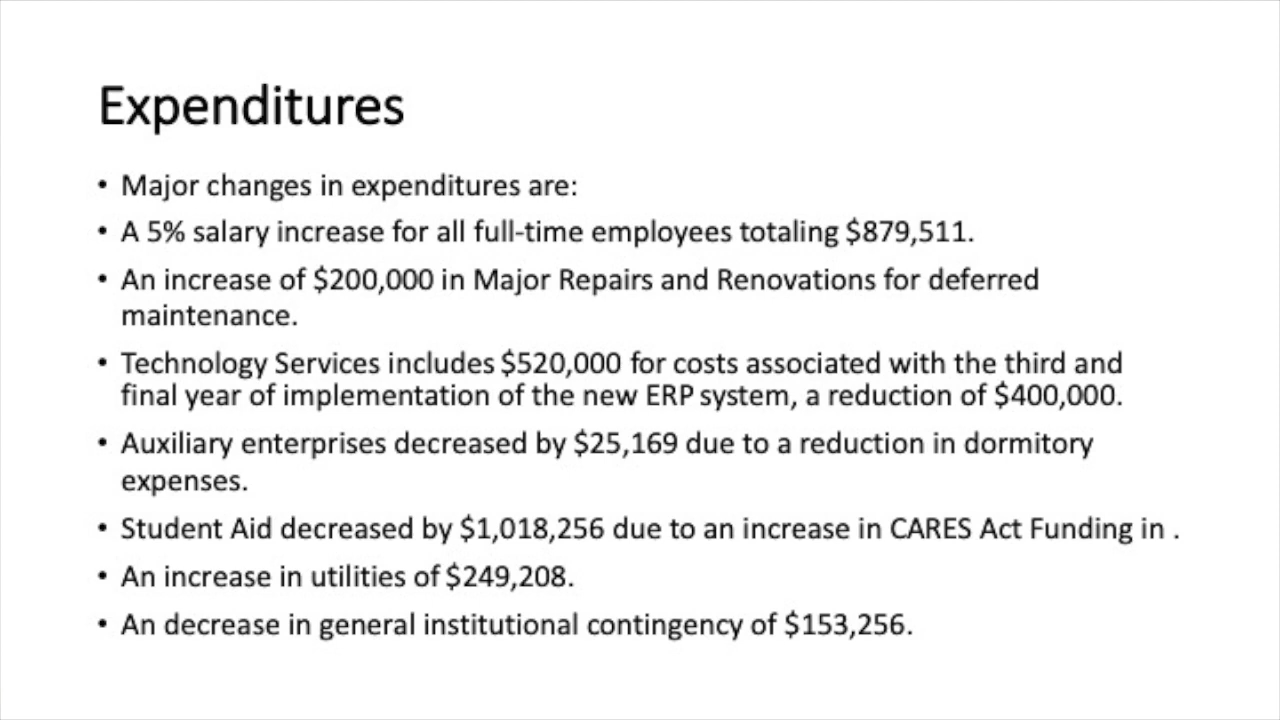 Expenditures
• Major changes in expenditures are:
• A 5% salary increase for all full-time employees totaling $879,511.
• An increase of $200,000 in Major Repairs and Renovations for deferred
maintenance.
• Technology Services includes $520,000 for costs associated with the third and
final year of implementation of the new ERP system, a reduction of $400,000.
• Auxiliary enterprises decreased by $25,169 due to a reduction in dormitory
expenses.
• Student Aid decreased by $1,018,256 due to an increase in CARES Act Funding in .
• An increase in utilities of $249,208.
• An decrease in general institutional contingency of $153,256.